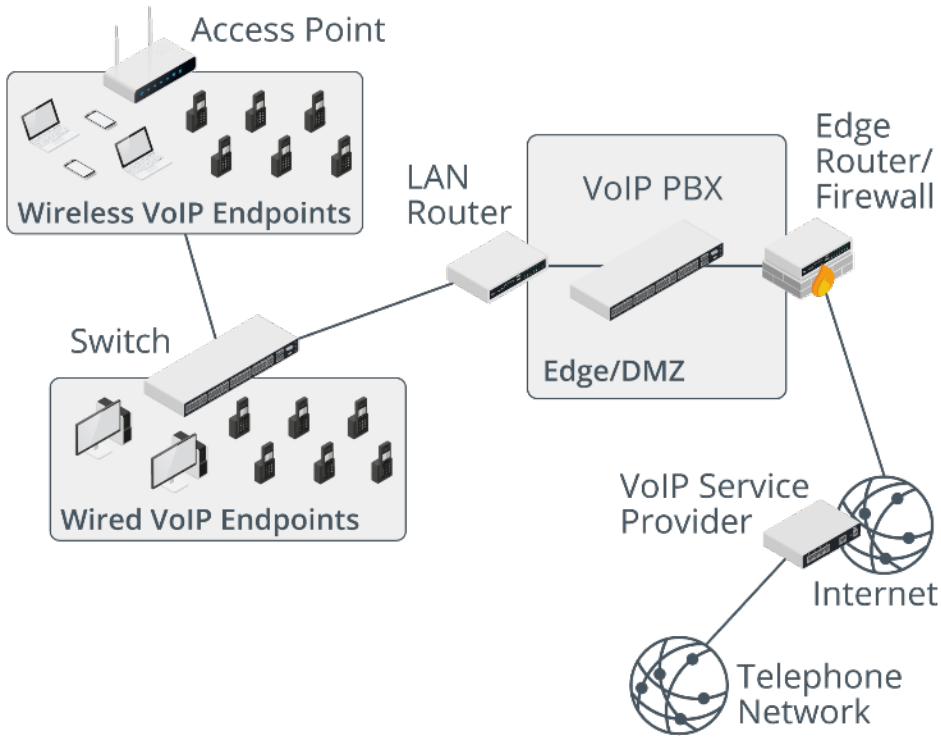 Access Point
Wireless VoIP Endpoints
Switch
Wired VoIP Endpoints
LAN
Router
VoIP PBX
Edge/DMZ
Edge
Router/
Firewall
VoIP Service
Provider
Internet
Telephone
Network